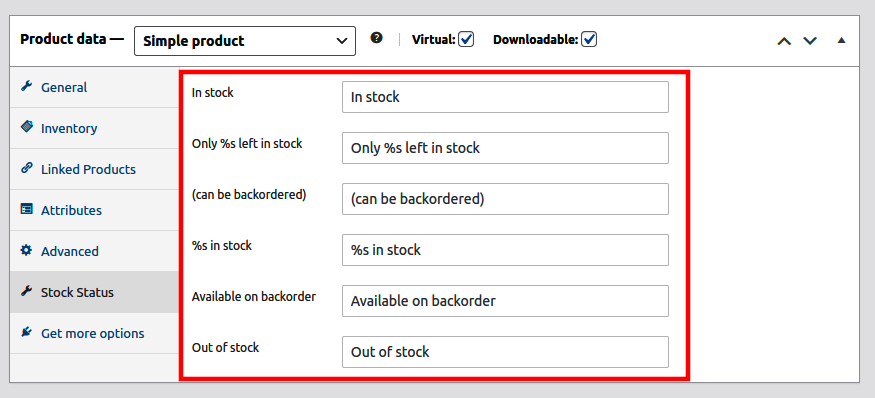 Product data — Simple product Virtual: Downloadable:
General
Inventory
Linked Products
Attributes
Advanced
Stock Status
Get more options
In stock In stock
Only %s left in stock Only %s left in stock
(can be backordered) (can be backordered)
%s in stock %s in stock
Available on backorder Available on backorder
Out of stock Out of stock